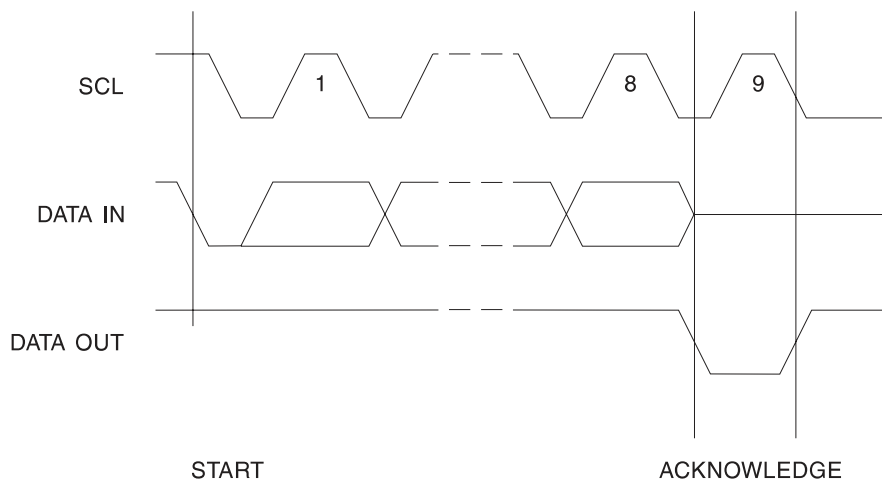 SCL
1
8
9
DATA IN
DATA OUT
START
ACKNOWLEDGE